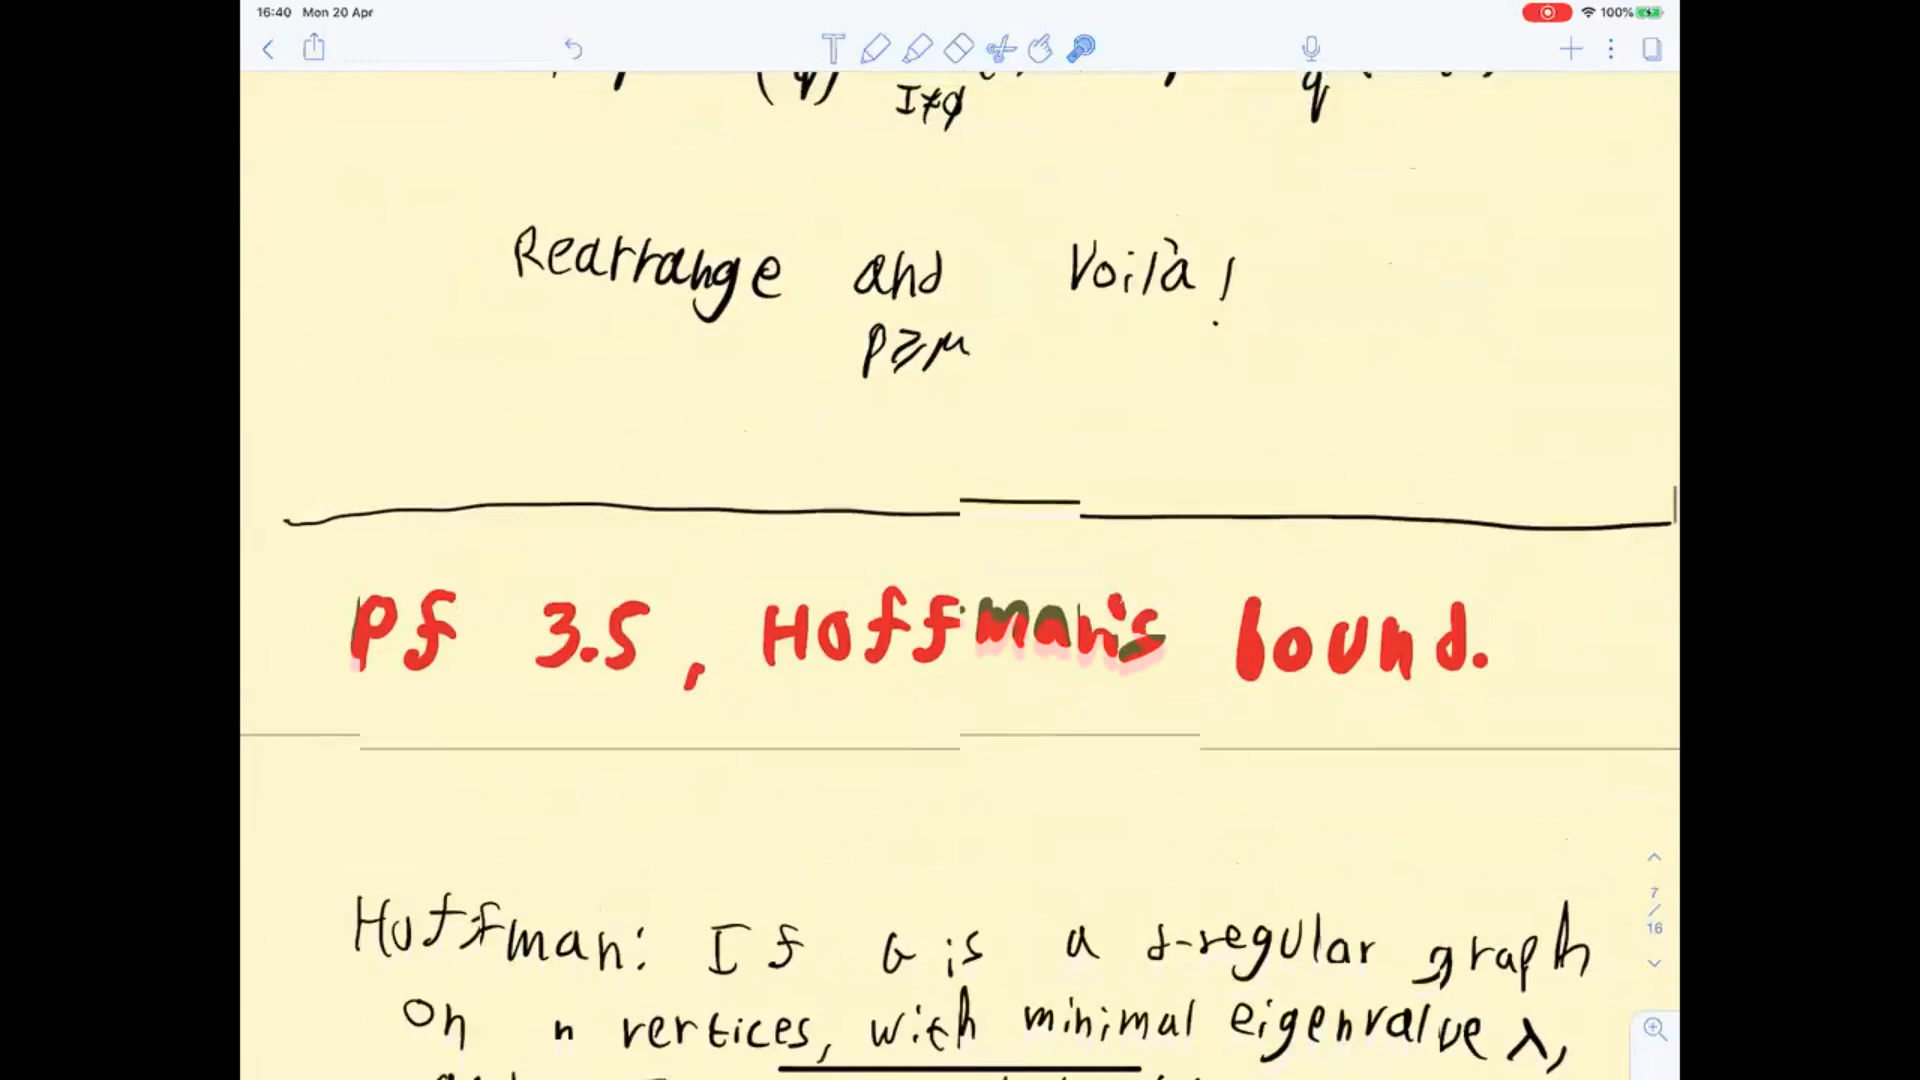 16:40 Mon 20 Apr 100%
I≠φ q
Rearrange and Voilà!
p≥μ
Pf 3.5, Hoffman's bound.
Hoffman: If G is a d-regular graph
on n vertices, with minimal eigenvalue λ,
7
/
16